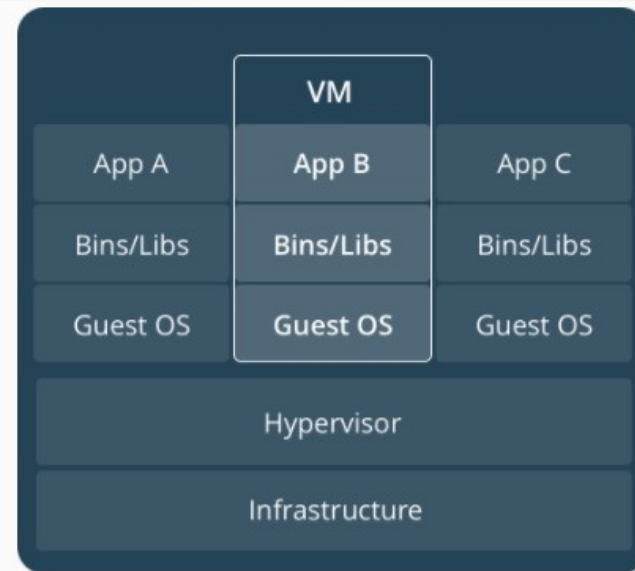 VM
App A App B App C
Bins/Libs Bins/Libs Bins/Libs
Guest OS Guest OS Guest OS
Hypervisor
Infrastructure